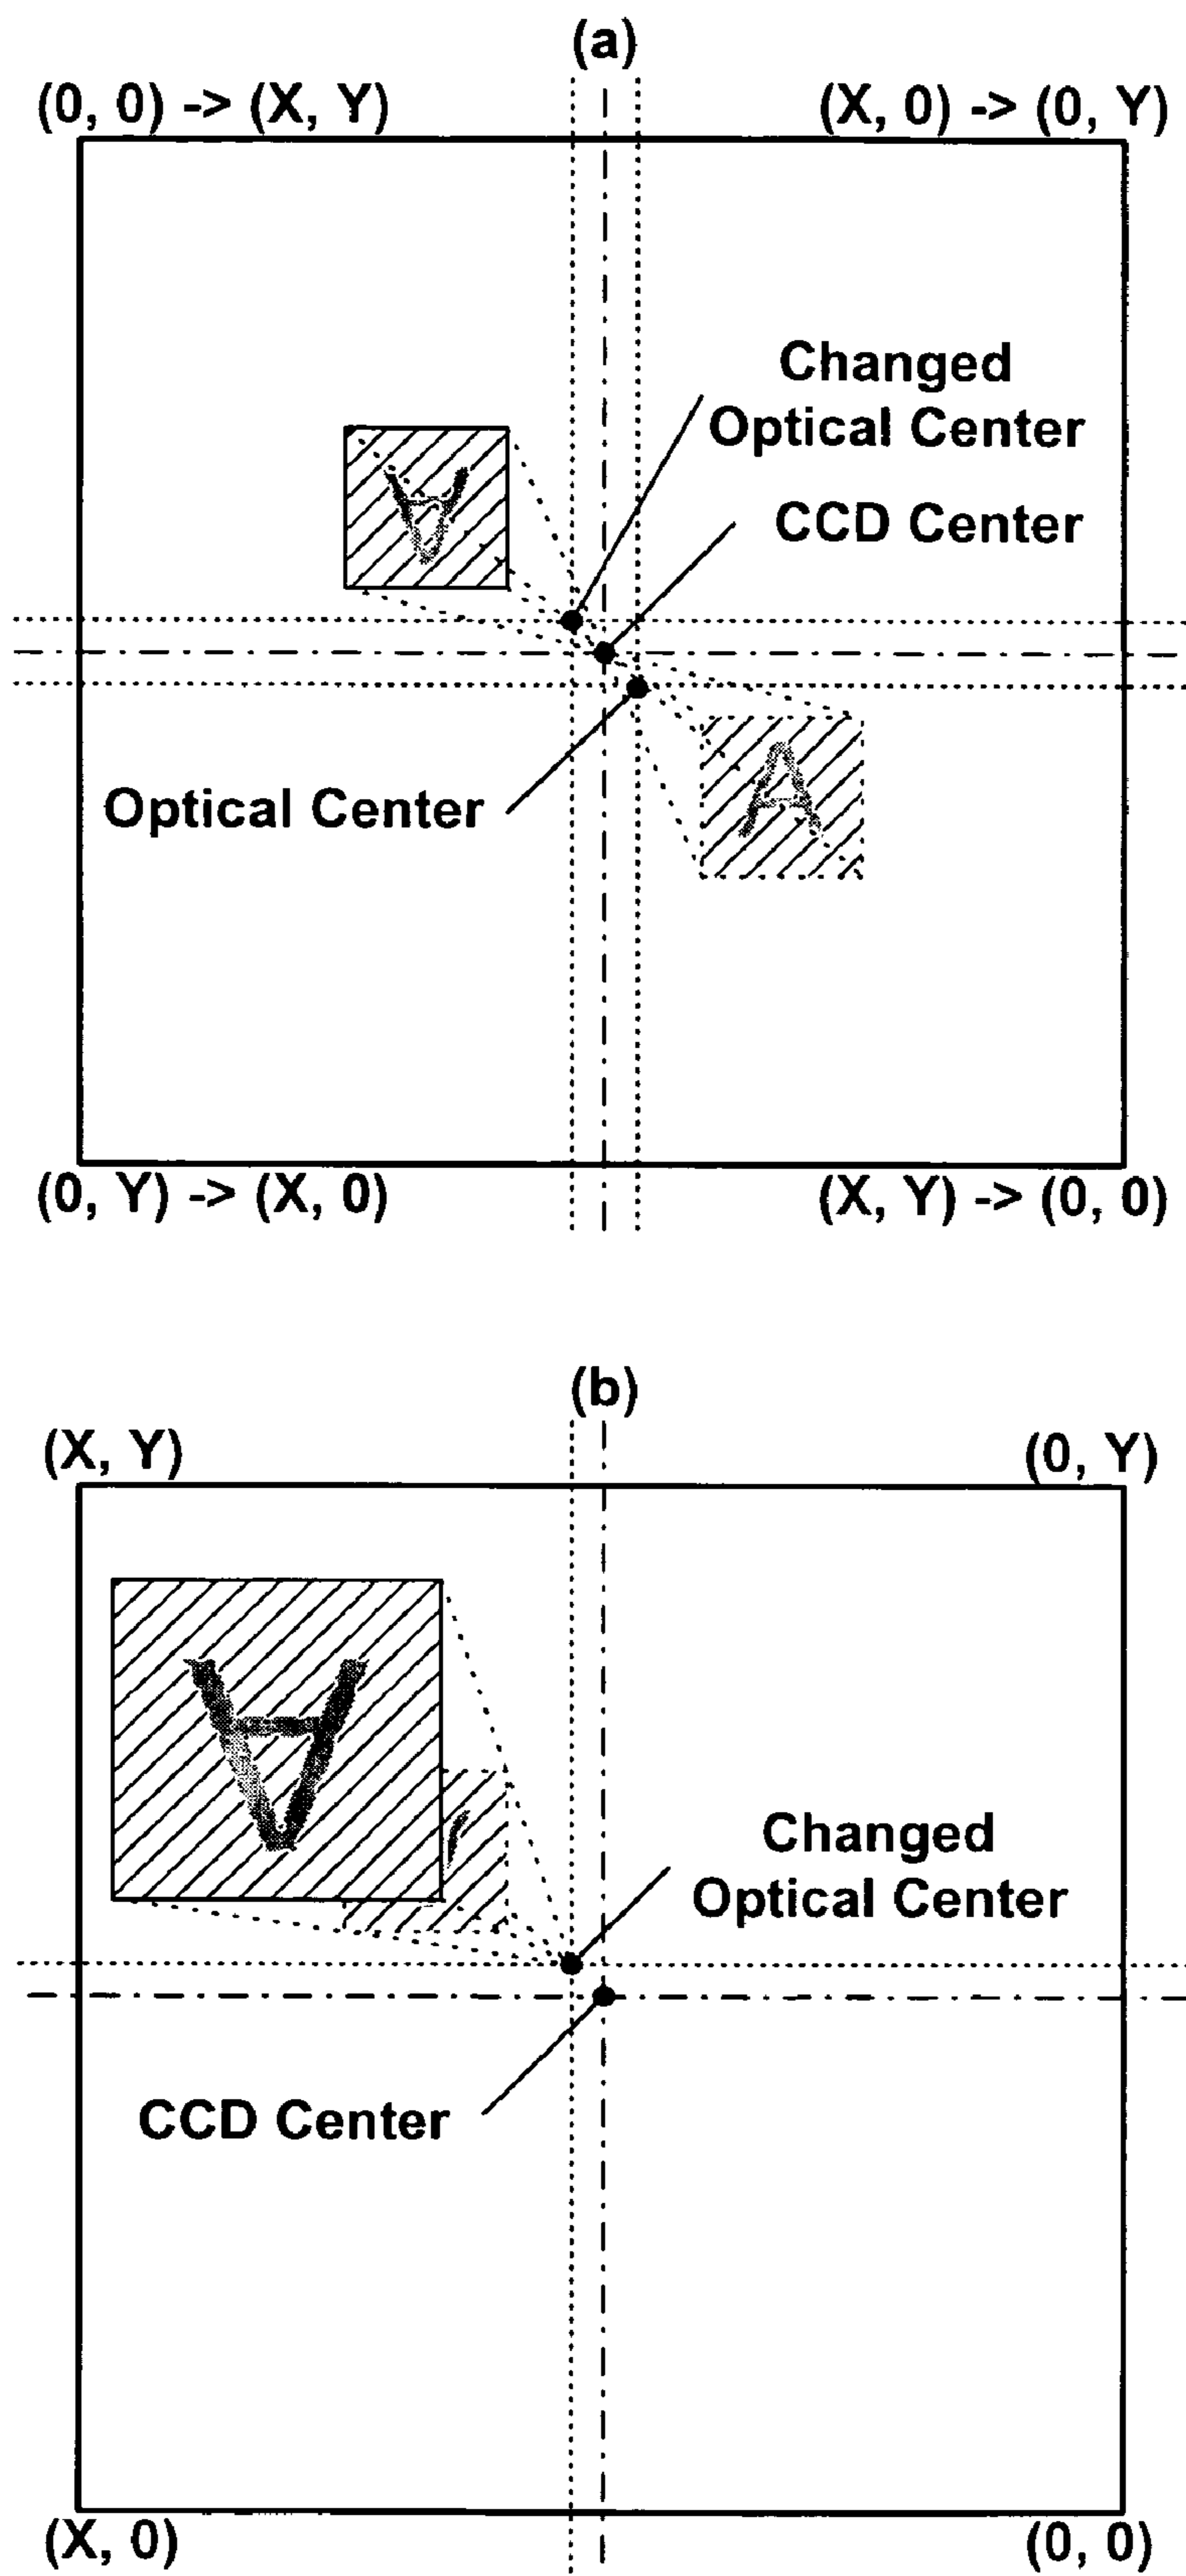 (a)
(0, 0) -> (X, Y)
(X, 0) -> (0, Y)
Changed
Optical Center
A
CCD Center
Optical Center
A
(0, Y) -> (X, 0)
(X, Y) -> (0, 0)
(b)
(X, Y)
(0, Y)
A
Changed
Optical Center
CCD Center
(X, 0)
(0, 0)